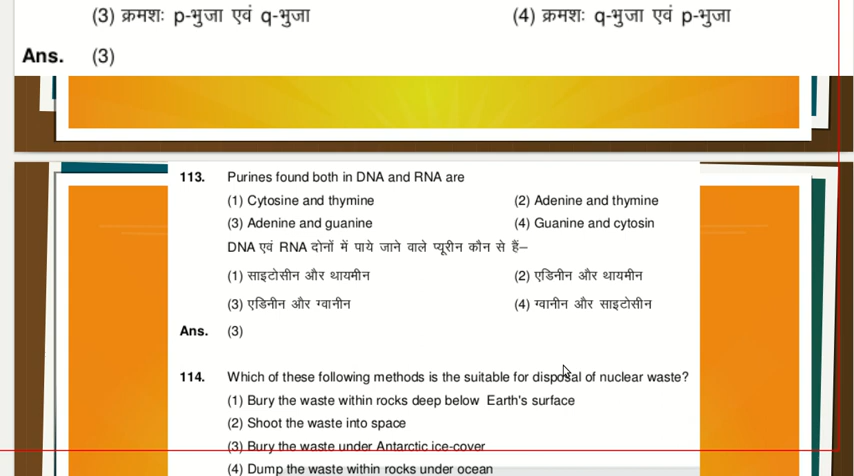 (3) क्रमशः p-भुजा एवं q-भुजा (4) क्रमशः q-भुजा एवं p-भुजा
Ans. (3)
113. Purines found both in DNA and RNA are
(1) Cytosine and thymine (2) Adenine and thymine
(3) Adenine and guanine (4) Guanine and cytosin
DNA एवं RNA दोनों में पाये जाने वाले प्यूरीन कौन से हैं–
(1) साइटोसीन और थायमीन (2) एडिनीन और थायमीन
(3) एडिनीन और ग्वानीन (4) ग्वानीन और साइटोसीन
Ans. (3)
114. Which of these following methods is the suitable for disposal of nuclear waste?
(1) Bury the waste within rocks deep below Earth's surface
(2) Shoot the waste into space
(3) Bury the waste under Antarctic ice-cover
(4) Dump the waste within rocks under ocean